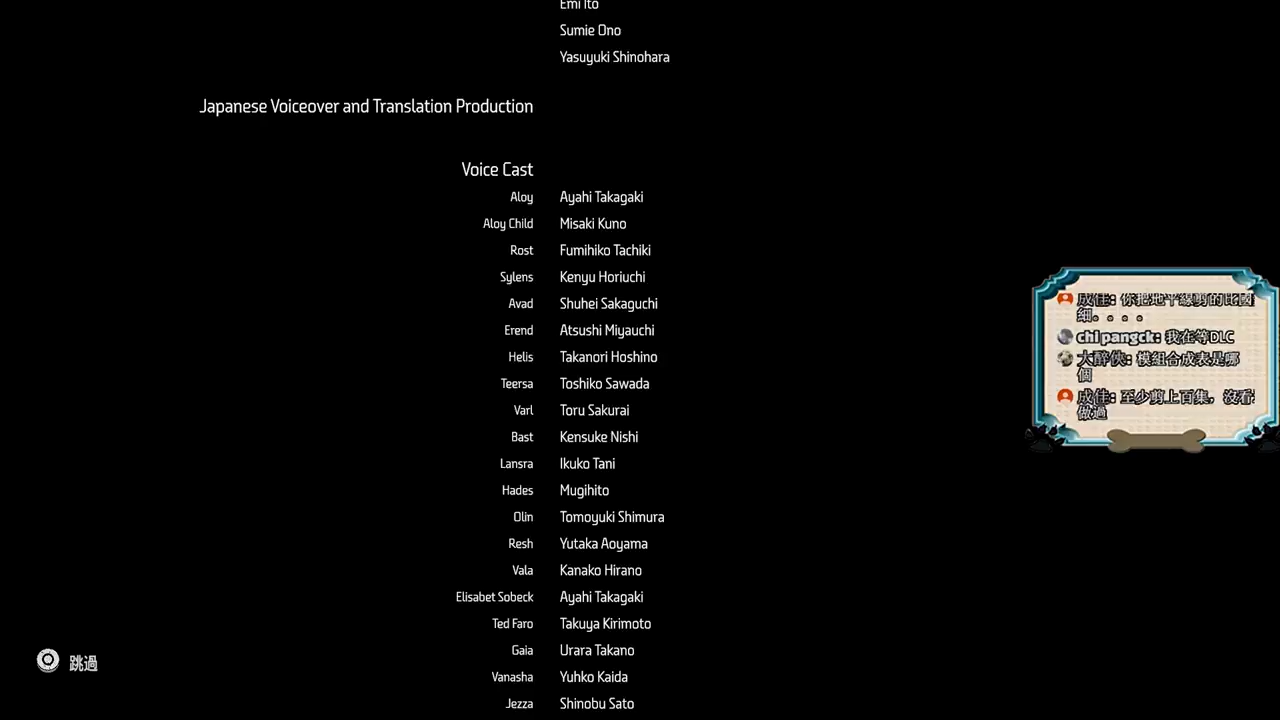 Emi Ito
Sumie Ono
Yasuyuki Shinohara
Japanese Voiceover and Translation Production
Voice Cast
Aloy Ayahi Takagaki
Aloy Child Misaki Kuno
Rost Fumihiko Tachiki
Sylens Kenyu Horiuchi
Avad Shuhei Sakaguchi
Erend Atsushi Miyauchi
Helis Takanori Hoshino
Teersa Toshiko Sawada
Varl Toru Sakurai
Bast Kensuke Nishi
Lansra Ikuko Tani
Hades Mugihito
Olin Tomoyuki Shimura
Resh Yutaka Aoyama
Vala Kanako Hirano
Elisabet Sobeck Ayahi Takagaki
Ted Faro Takuya Kirimoto
Gaia Urara Takano
Vanasha Yuhko Kaida
Jezza Shinobu Sato
跳過
成佳: 你把地平線剪的比國
細。。。。
chi pangck: 我在等DLC
大醉俠: 模組合成表是哪
個
成佳: 至少剪上百集，沒看
做過